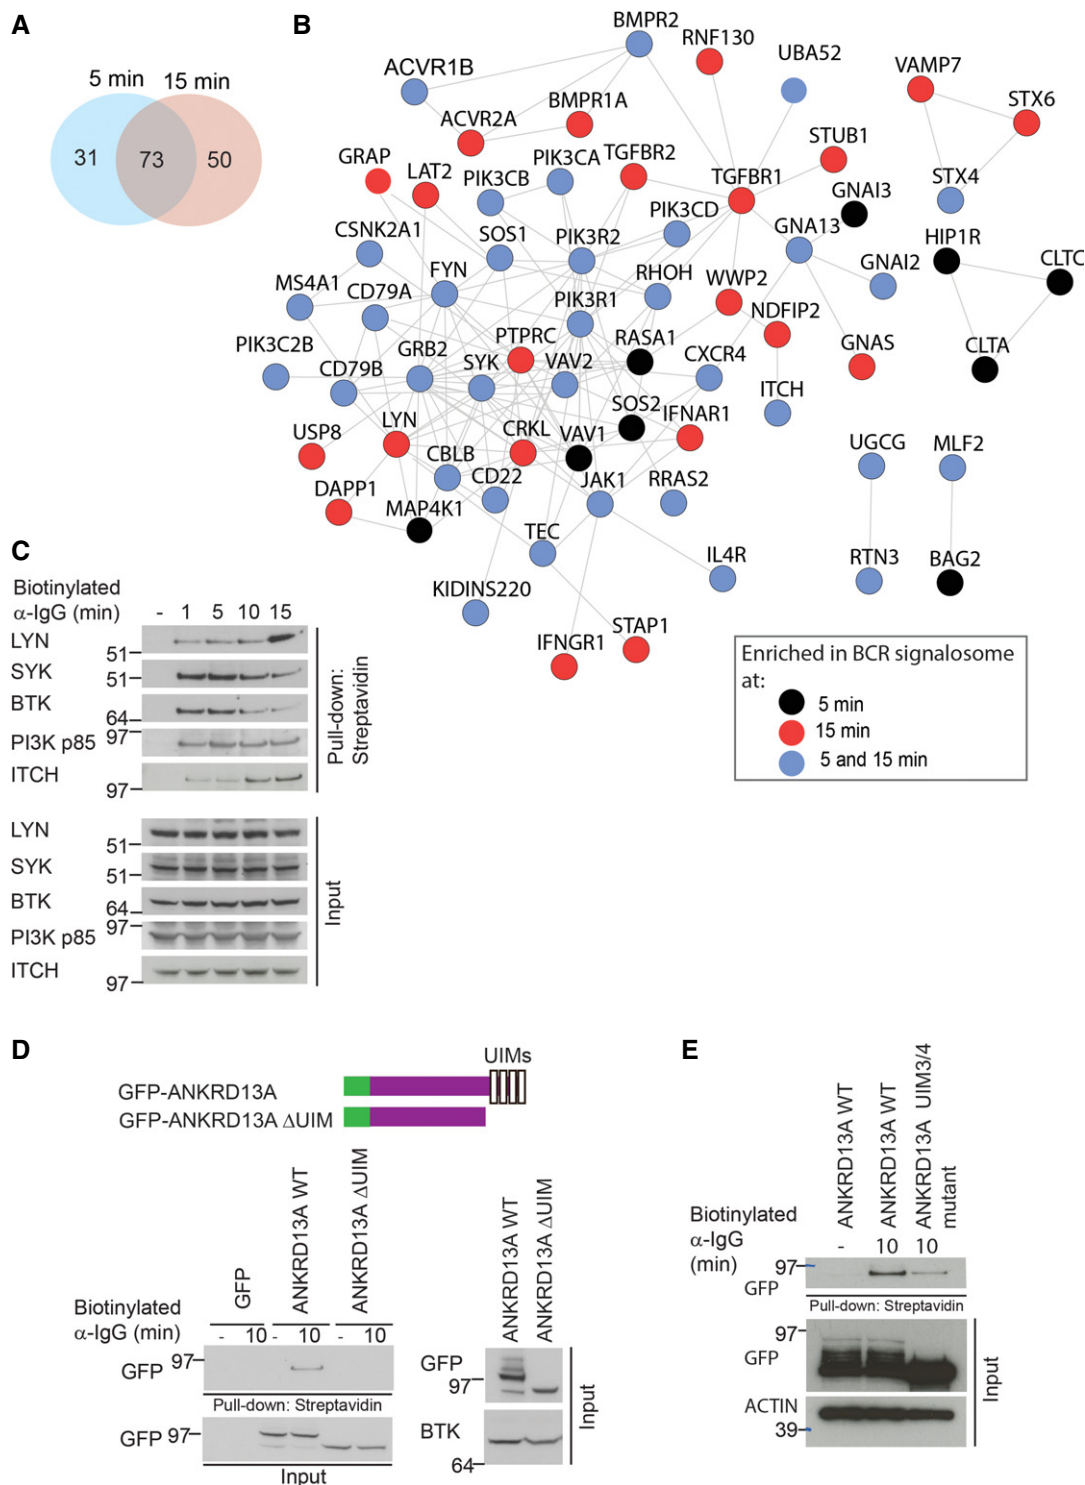 A
5 min 15 min
31 73 50
B
BMPR2
RNF130
UBA52
VAMP7
ACVR1B
STX6
BMPR1A
ACVR2A
STUB1
TGFBR2
PIK3CA
GRAP
LAT2
PIK3CB
TGFBR1
GNAI3
STX4
PIK3CD
GNA13
CSNK2A1
SOS1
PIK3R2
HIP1R
CLTC
FYN
RHOH
GNAI2
MS4A1
CD79A
WWP2
PIK3R1
NDFIP2
PTPRC
RASA1
PIK3C2B
GRB2
CXCR4
GNAS
CLTA
CD79B
SYK
VAV2
ITCH
SOS2
IFNAR1
LYN
CRKL
VAV1
USP8
UGCG
MLF2
CBLB
CD22
JAK1
RRAS2
DAPP1
MAP4K1
TEC
IL4R
RTN3
BAG2
KIDINS220
STAP1
IFNGR1
Enriched in BCR signalosome
at:
5 min
15 min
5 and 15 min
C
Biotinylated
α-IgG (min) - 1 5 10 15
LYN
51
SYK
51
BTK
64
PI3K p85
97
ITCH
97
Pull-down:
Streptavidin
LYN
51
SYK
51
BTK
64
PI3K p85
97
ITCH
97
Input
D
UIMs
GFP-ANKRD13A
GFP-ANKRD13A ΔUIM
GFP
ANKRD13A WT
ANKRD13A ΔUIM
Biotinylated
α-IgG (min) - 10 - 10 - 10
GFP 97
Pull-down: Streptavidin
GFP 97
Input
ANKRD13A WT
ANKRD13A ΔUIM
GFP
97
BTK
64
Input
E
ANKRD13A WT
ANKRD13A WT
ANKRD13A UIM3/4
mutant
Biotinylated
α-IgG
(min)
- 10 10
97
GFP
Pull-down: Streptavidin
97
GFP
ACTIN
39
Input